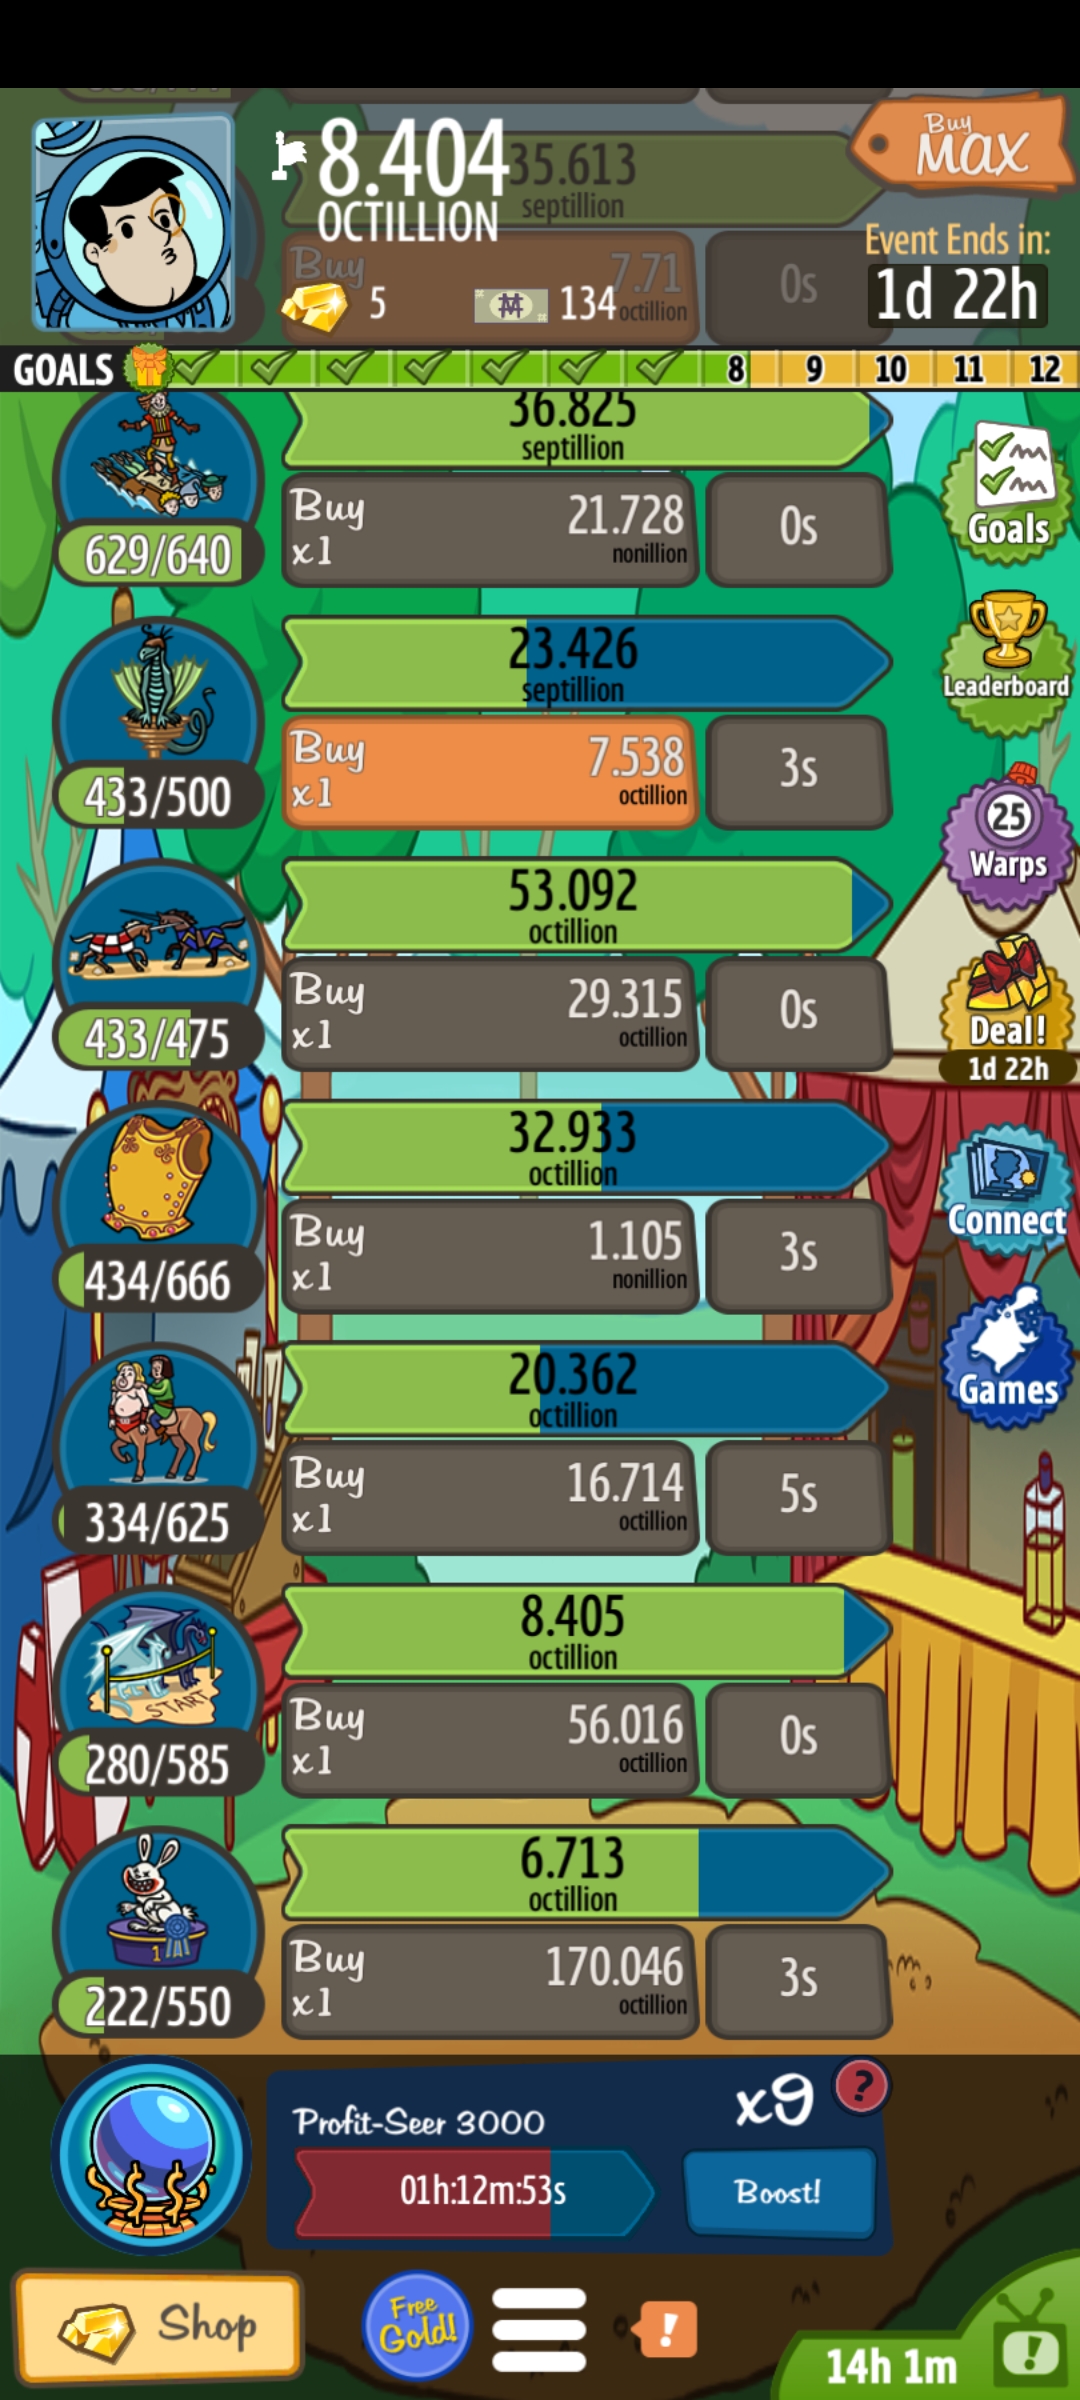 8.404
OCTILLION
35.613
septillion
Buy
MAX
Event Ends in:
1d 22h
Buy
7.71
octillion
0s
5
134
GOALS
8 9 10 11 12
36.825
septillion
629/640
Buy
x1
21.728
nonillion
0s
Goals
23.426
septillion
433/500
Buy
x1
7.538
octillion
3s
Leaderboard
25
Warps
53.092
octillion
433/475
Buy
x1
29.315
octillion
0s
Deal!
1d 22h
32.933
octillion
434/666
Buy
x1
1.105
nonillion
3s
Connect
20.362
octillion
334/625
Buy
x1
16.714
octillion
5s
Games
8.405
octillion
START
280/585
Buy
x1
56.016
octillion
0s
6.713
octillion
1
222/550
Buy
x1
170.046
octillion
3s
Profit-Seer 3000
x9
?
01h:12m:53s
Boost!
Shop
Free
Gold!
!
14h 1m
!